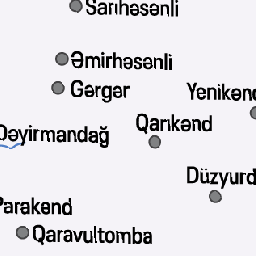 Sarıhəsənli
Əmirhəsənli
Gərgər
Yenikənd
Qarıkənd
Dəyirmandağ
Düzyurd
Parakənd
Qaravultomba